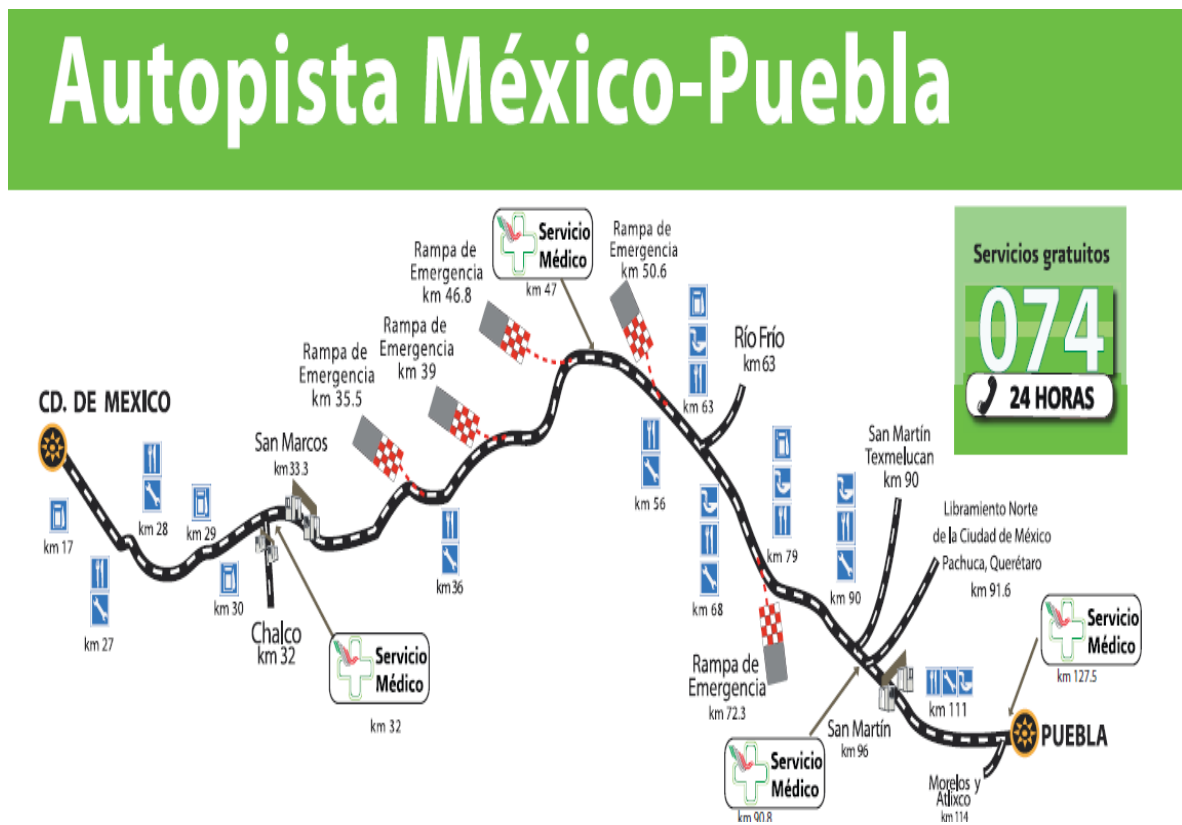 Autopista México-Puebla
Servicio
Médico
km 47
Rampa de
Emergencia
km 50.6
Rampa de
Emergencia
km 46.8
Rampa de
Emergencia
km 39
Rampa de
Emergencia
km 35.5
Servicios gratuitos
074
24 HORAS
CD. DE MEXICO
San Marcos
km 33.3
Río Frío
km 63
km 63
San Martín
Texmelucan
km 90
Libramiento Norte
de la Ciudad de México
Pachuca, Querétaro
km 91.6
km 17
km 28
km 29
km 27
km 30
km36
km 56
km 68
km 79
km 90
Chalco
km 32
Servicio
Médico
km 32
Rampa de
Emergencia
km 72.3
Servicio
Médico
km 127.5
km 111
San Martín
km 96
PUEBLA
Servicio
Médico
km 90.8
Morelos y
Atlixco
km 114